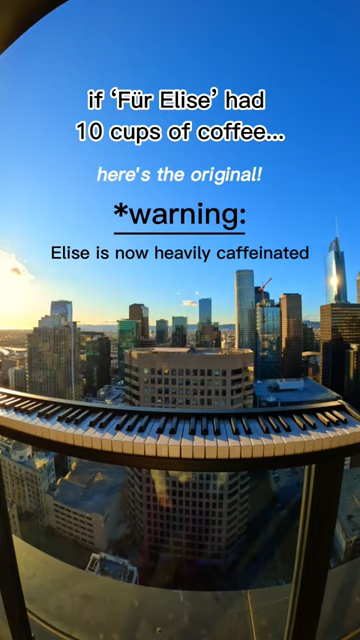 if ‘Für Elise’ had
10 cups of coffee...
here's the original!
*warning:
Elise is now heavily caffeinated